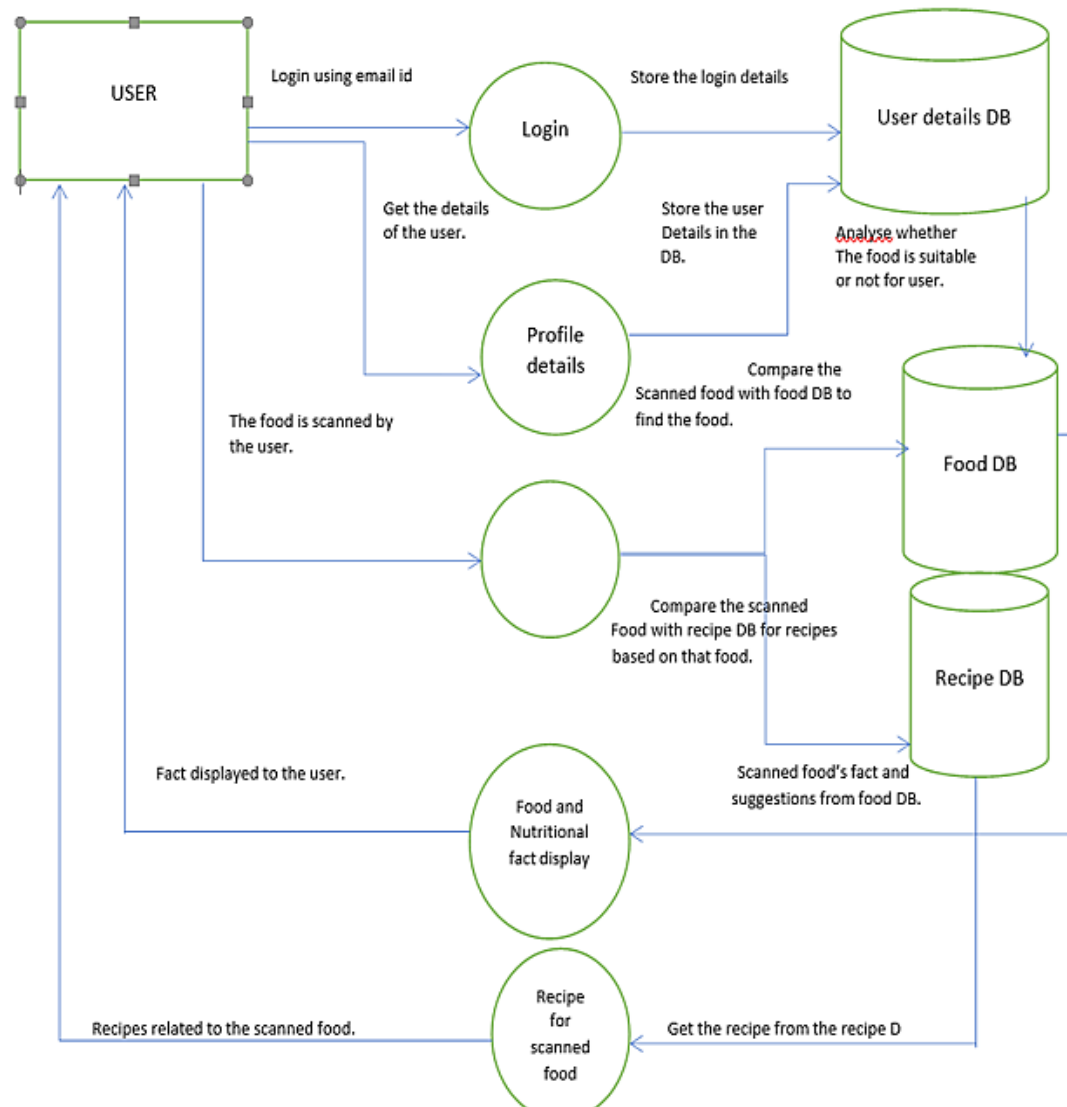 USER
Login using email id
Login
Store the login details
User details DB
Get the details
of the user.
Store the user
Details in the
DB.
Analyse whether
The food is suitable
or not for user.
Profile
details
Compare the
Scanned food with food DB to
find the food.
The food is scanned by
the user.
Food DB
Compare the scanned
Food with recipe DB for recipes
based on that food.
Recipe DB
Fact displayed to the user.
Scanned food's fact and
suggestions from food DB.
Food and
Nutritional
fact display
Recipe
for
scanned
food
Recipes related to the scanned food.
Get the recipe from the recipe D